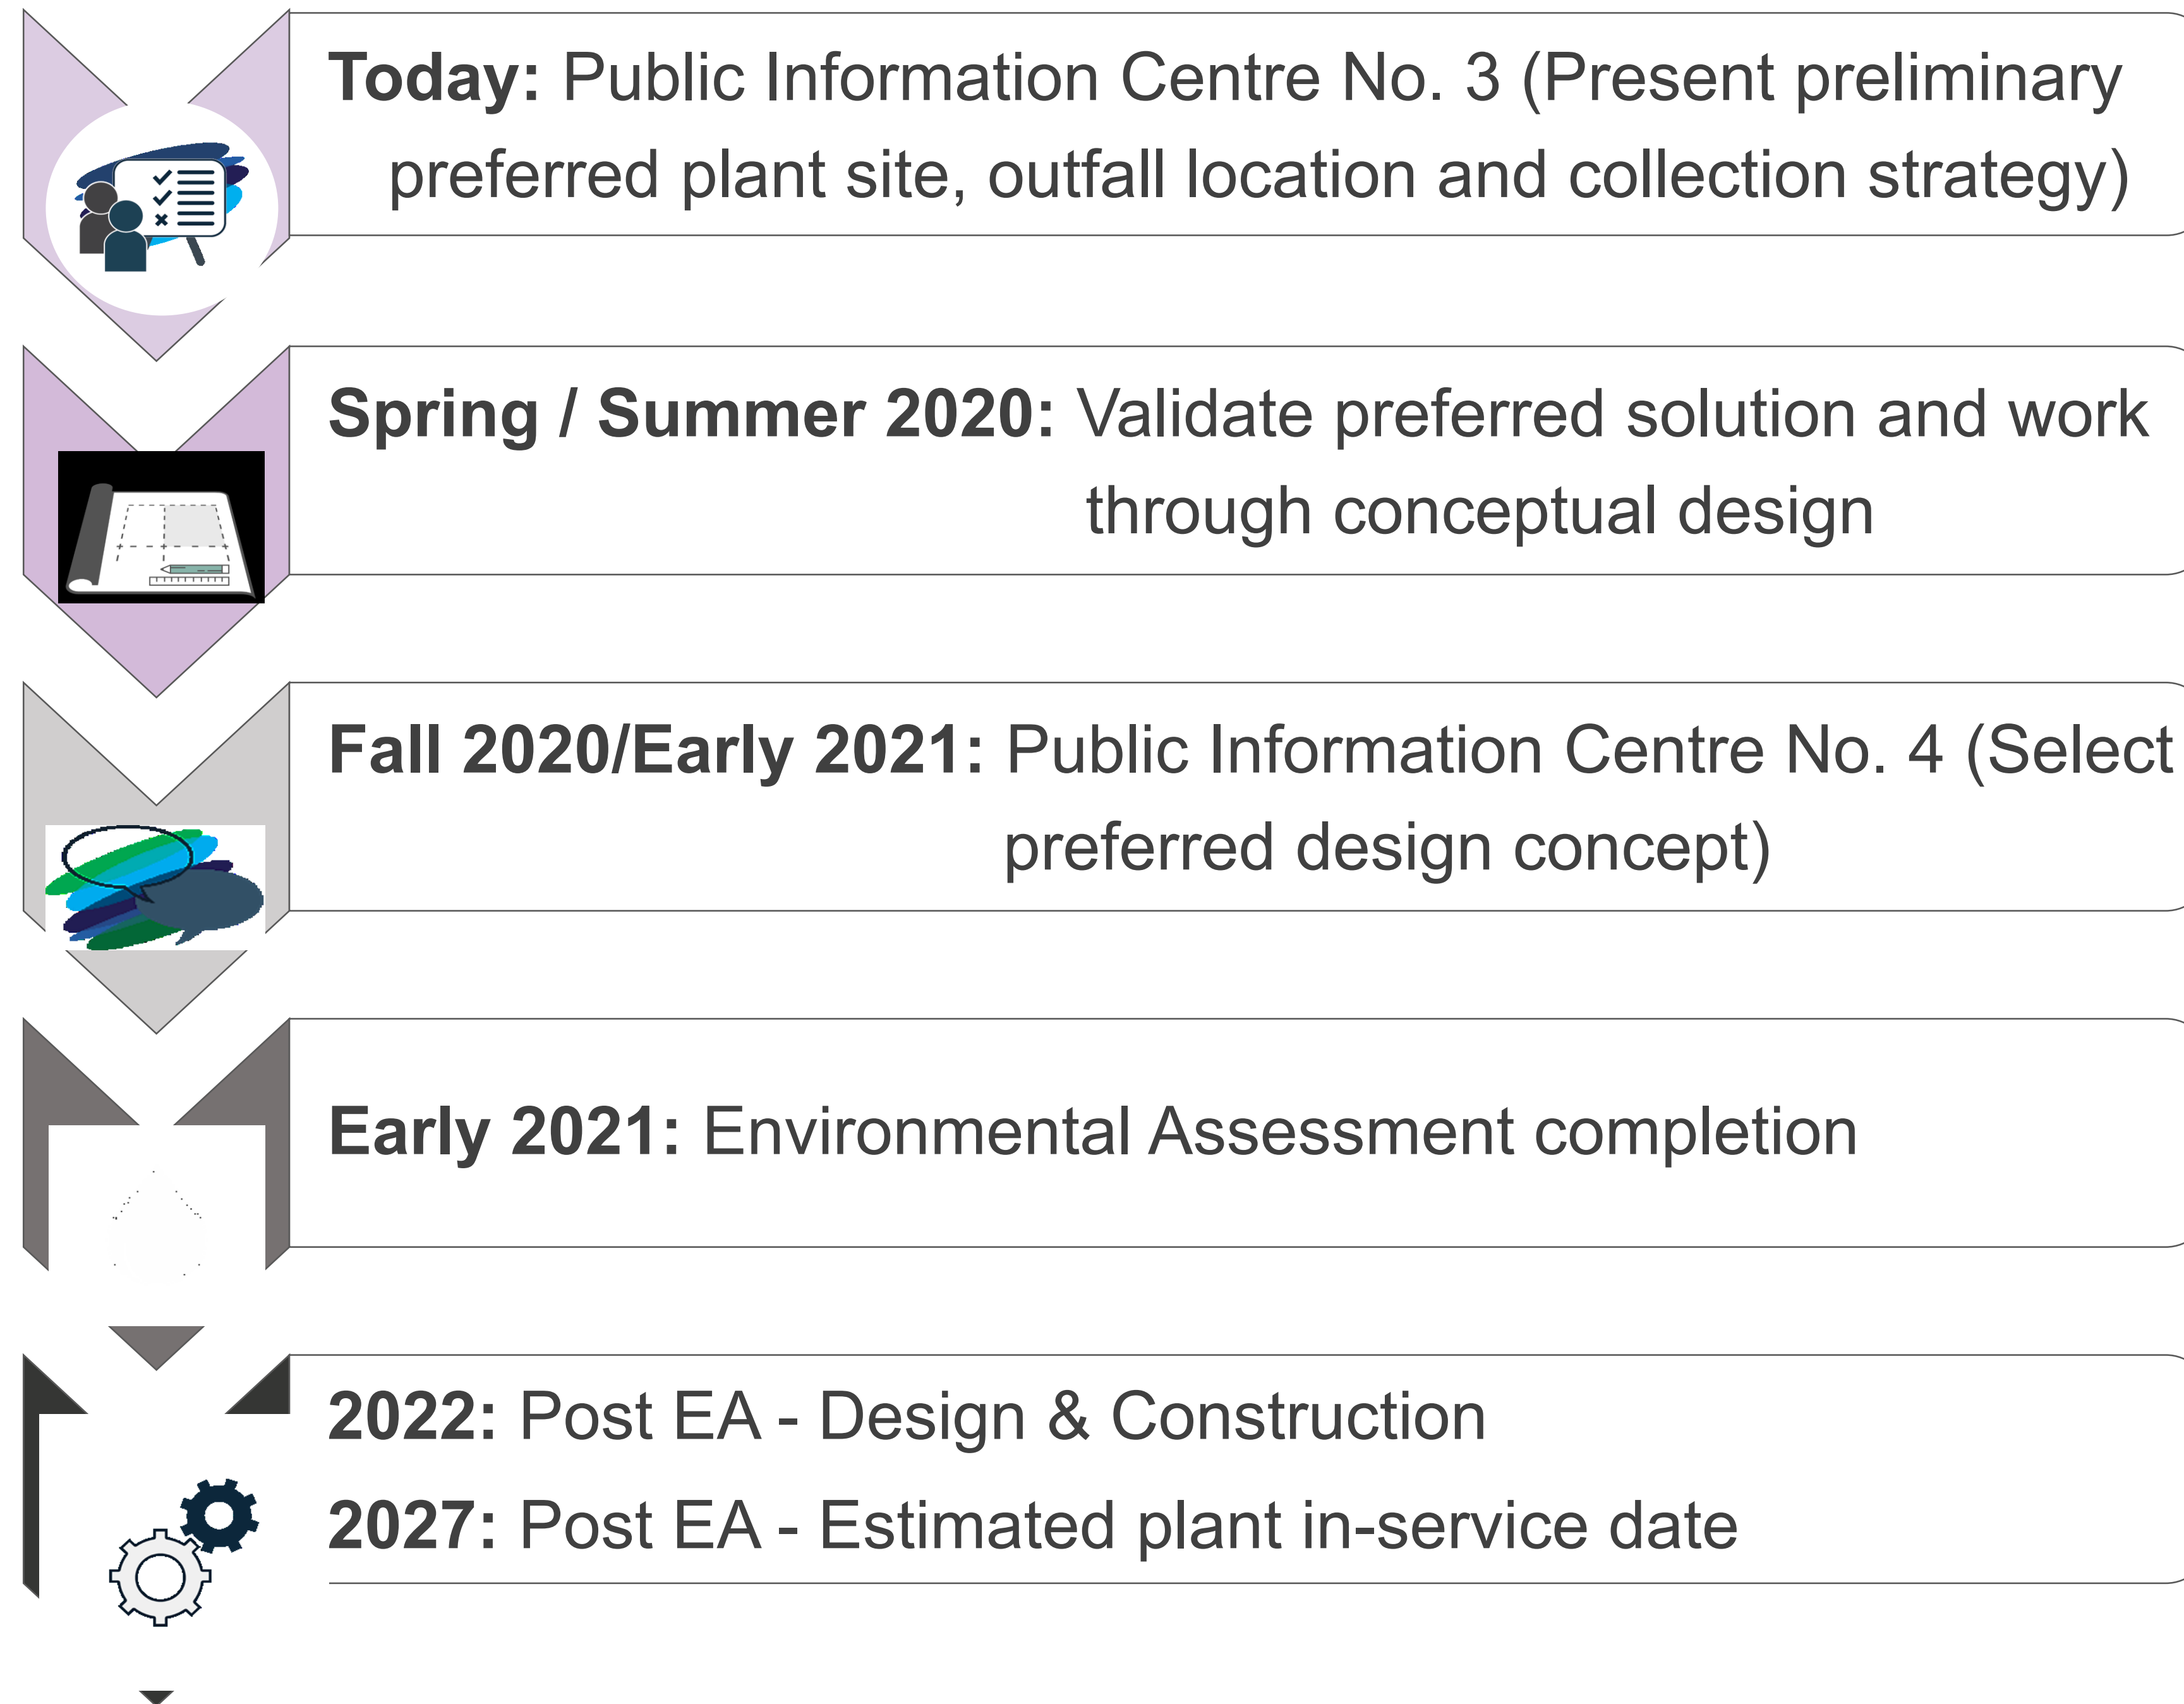 Today: Public Information Centre No. 3 (Present preliminary
preferred plant site, outfall location and collection strategy)
Spring / Summer 2020: Validate preferred solution and work
through conceptual design
Fall 2020/Early 2021: Public Information Centre No. 4 (Select
preferred design concept)
Early 2021: Environmental Assessment completion
2022: Post EA - Design & Construction
2027: Post EA - Estimated plant in-service date